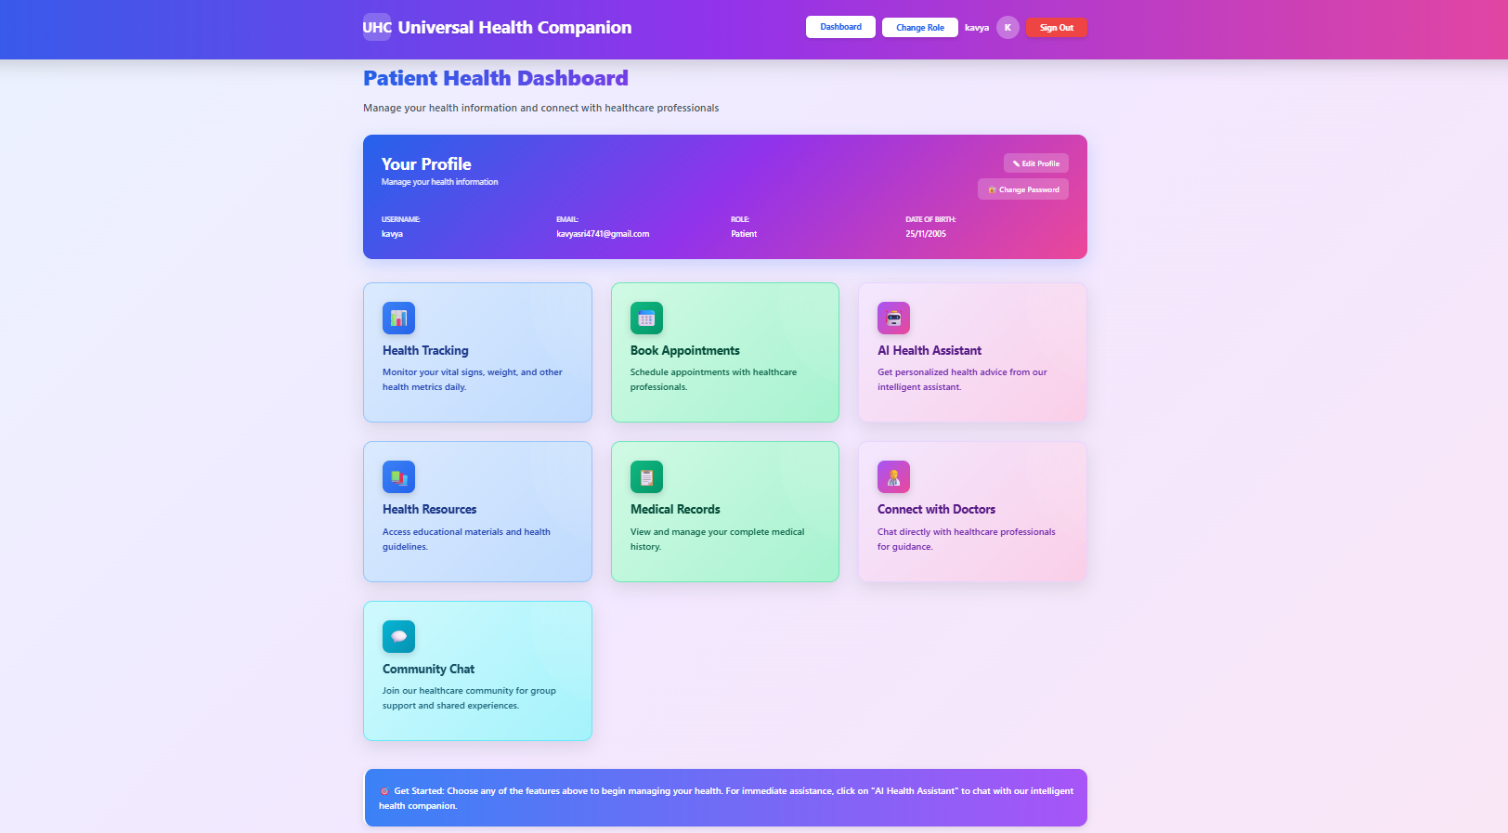 UHC Universal Health Companion Dashboard Change Role kavya K Sign Out
Patient Health Dashboard
Manage your health information and connect with healthcare professionals
Your Profile
Manage your health information
Edit Profile
Change Password
USERNAME: EMAIL: ROLE: DATE OF BIRTH:
kavya kavyasri4741@gmail.com Patient 25/11/2005
Health Tracking
Monitor your vital signs, weight, and other
health metrics daily.
Book Appointments
Schedule appointments with healthcare
professionals.
AI Health Assistant
Get personalized health advice from our
intelligent assistant.
Health Resources
Access educational materials and health
guidelines.
Medical Records
View and manage your complete medical
history.
Connect with Doctors
Chat directly with healthcare professionals
for guidance.
Community Chat
Join our healthcare community for group
support and shared experiences.
Get Started: Choose any of the features above to begin managing your health. For immediate assistance, click on "AI Health Assistant" to chat with our intelligent
health companion.